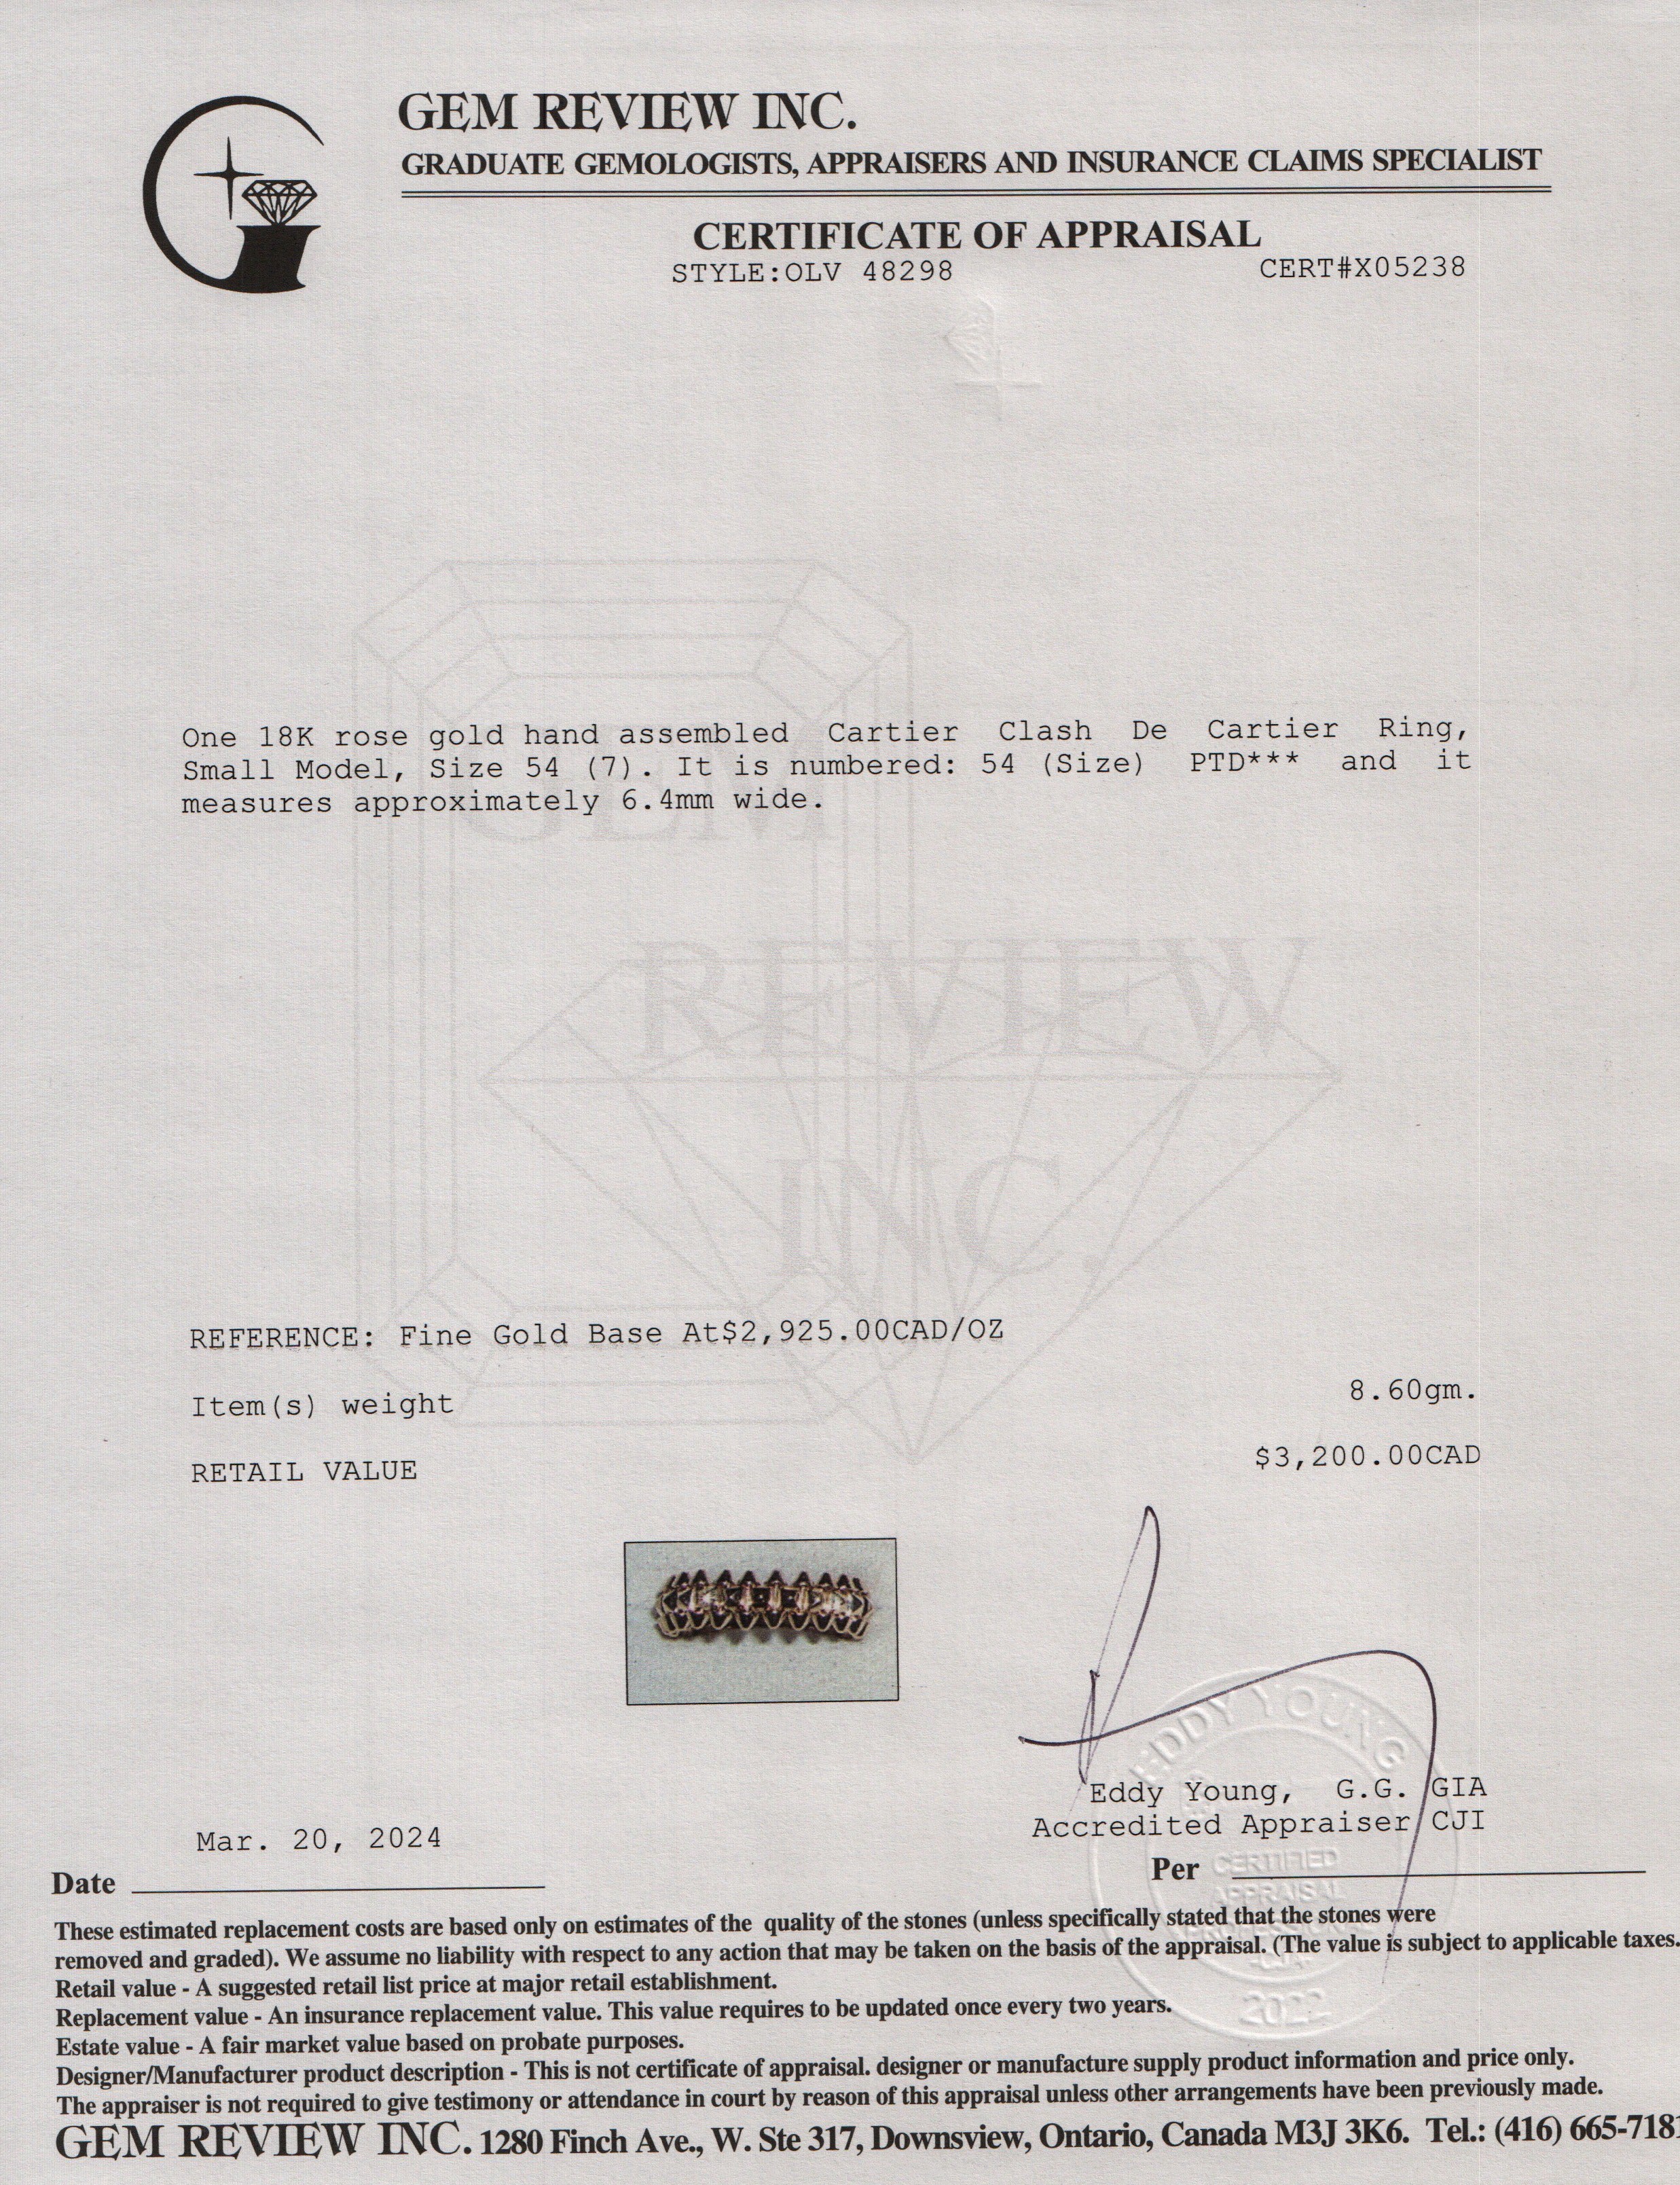 GEM REVIEW INC.
GRADUATE GEMOLOGISTS, APPRAISERS AND INSURANCE CLAIMS SPECIALIST
CERTIFICATE OF APPRAISAL
STYLE:OLV 48298 CERT#X05238
One 18K rose gold hand assembled Cartier Clash De Cartier Ring,
Small Model, Size 54 (7). It is numbered: 54 (Size) PTD*** and it
measures approximately 6.4mm wide.
GEM
REVIEW
INC.
REFERENCE: Fine Gold Base At$2,925.00CAD/OZ
Item(s) weight 8.60gm.
RETAIL VALUE $3,200.00CAD
EDDY YOUNG
Eddy Young, G.G. GIA
Accredited Appraiser CJI
Mar. 20, 2024
Date
Per
CERTIFIED
APPRAISAL
2022
These estimated replacement costs are based only on estimates of the quality of the stones (unless specifically stated that the stones were
removed and graded). We assume no liability with respect to any action that may be taken on the basis of the appraisal. (The value is subject to applicable taxes.
Retail value - A suggested retail list price at major retail establishment.
Replacement value - An insurance replacement value. This value requires to be updated once every two years.
Estate value - A fair market value based on probate purposes.
Designer/Manufacturer product description - This is not certificate of appraisal. designer or manufacture supply product information and price only.
The appraiser is not required to give testimony or attendance in court by reason of this appraisal unless other arrangements have been previously made.
GEM REVIEW INC. 1280 Finch Ave., W. Ste 317, Downsview, Ontario, Canada M3J 3K6. Tel.: (416) 665-7181